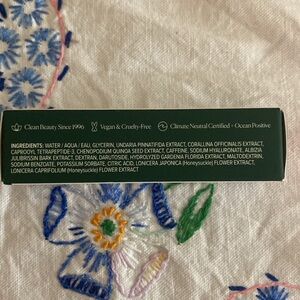 Clean Beauty Since 1996
Vegan & Cruelty-Free
Climate Neutral Certified + Ocean Positive
INGREDIENTS: WATER / AQUA / EAU, GLYCERIN, UNDARIA PINNATIFIDA EXTRACT, CORALLINA OFFICINALIS EXTRACT,
CAPROOYL TETRAPEPTIDE-3, CHENOPODIUM QUINOA SEED EXTRACT, CAFFEINE, SODIUM HYALURONATE, ALBIZIA
JULIBRISSIN BARK EXTRACT, DEXTRAN, DARUTOSIDE, HYDROLYZED GARDENIA FLORIDA EXTRACT, MALTODEXTRIN,
SODIUM BENZOATE, POTASSIUM SORBATE, CITRIC ACID, LONICERA JAPONICA (Honeysuckle) FLOWER EXTRACT,
LONICERA CAPRIFOLIUM (Honeysuckle) FLOWER EXTRACT